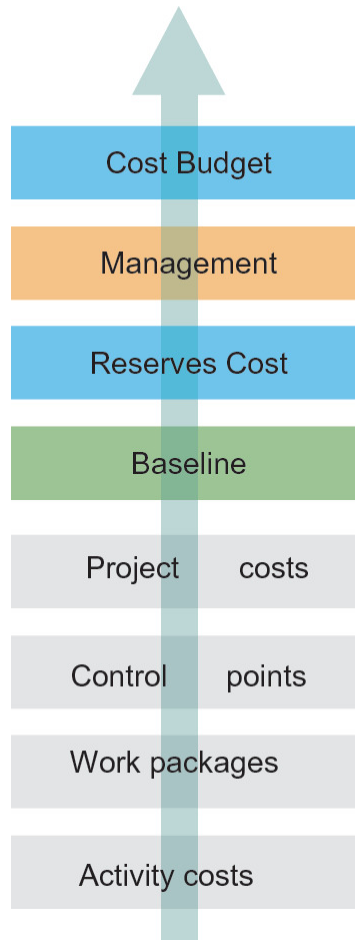 Cost Budget
Management
Reserves Cost
Baseline
Project costs
Control points
Work packages
Activity costs